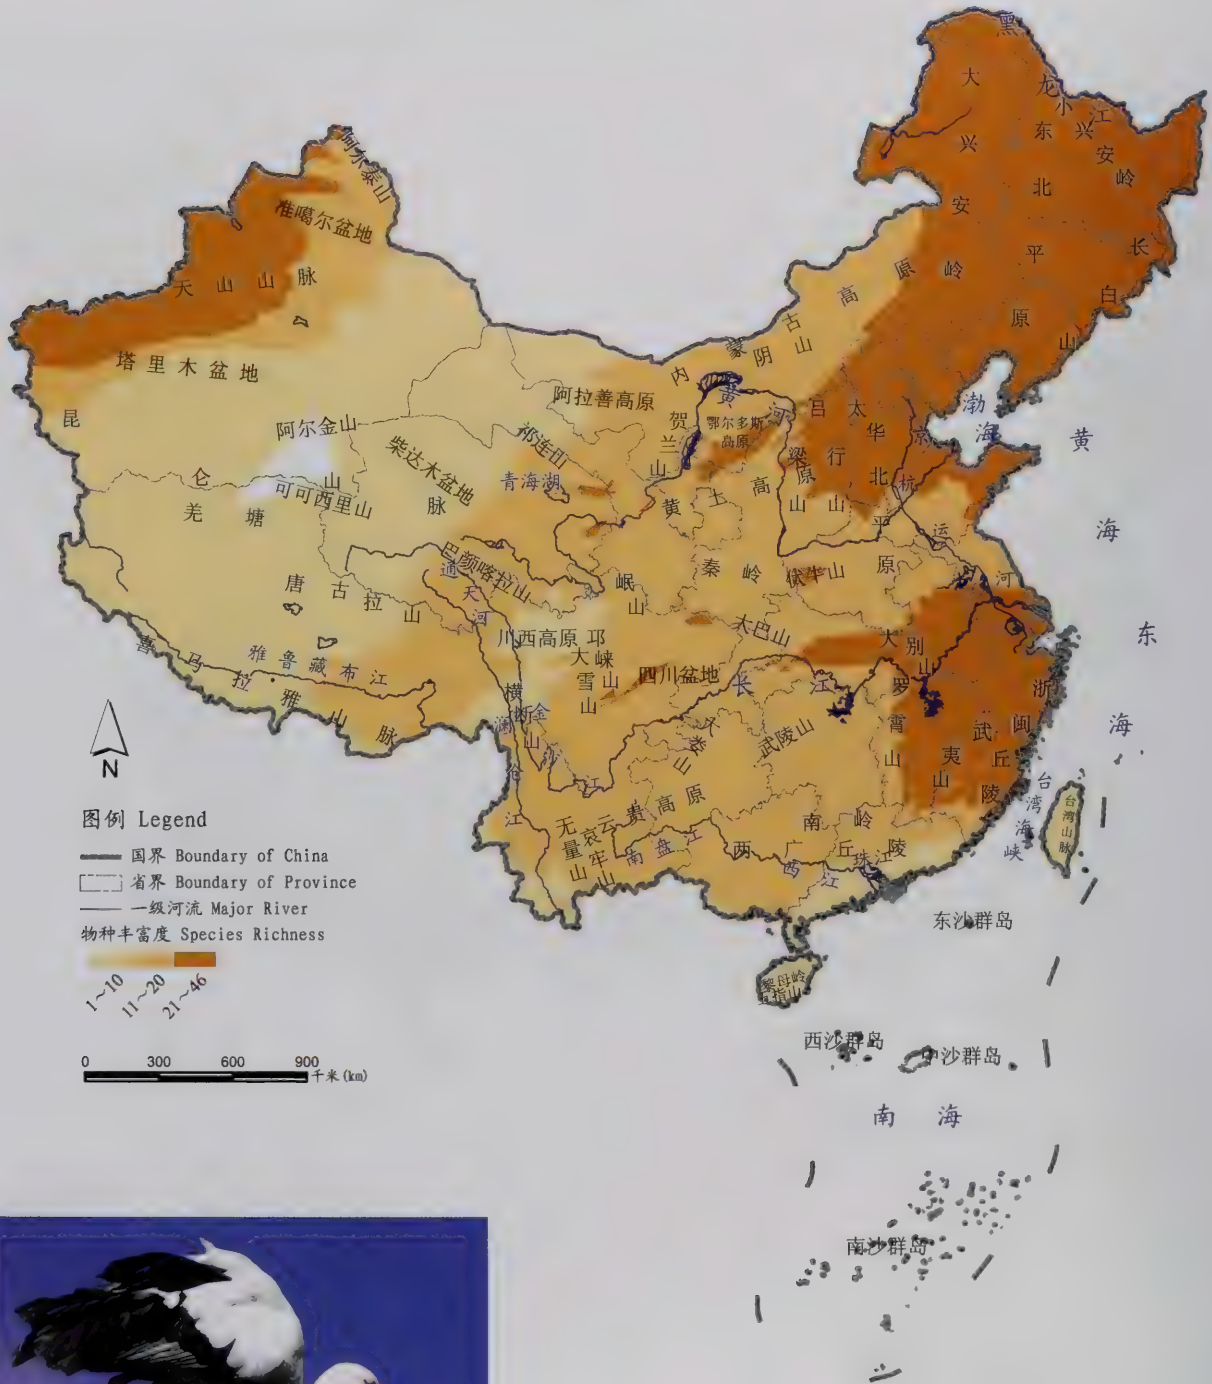 黑龙江
大兴安岭
小兴安岭
东北平原
长白山
阿尔泰山
准噶尔盆地
天山山脉
塔里木盆地
内蒙古高原
阴山
阿拉善高原
贺兰山
黄河
鄂尔多斯
高原
吕梁山
太行山
华北平原
京杭运河
渤海
黄海
昆仑山脉
阿尔金山
祁连山
柴达木盆地
青海湖
可可西里山
羌塘
黄土高原
秦岭
伏牛山
巴颜喀拉山
通天河
岷山
唐古拉山
川西高原
邛崃山
大雪山
四川盆地
大巴山
大别山
长江
东海
喜马拉雅山脉
雅鲁藏布江
横断山
澜沧江
金沙江
大娄山
武陵山
罗霄山
武夷山
浙闽丘陵
台湾海峡
台湾山脉
无量山
哀牢山
云贵高原
南盘江
南岭
两广丘陵
西江
珠江
东沙群岛
黎母岭
五指山
西沙群岛
中沙群岛
南海
南沙群岛
N
图例 Legend
国界 Boundary of China
省界 Boundary of Province
一级河流 Major River
物种丰富度 Species Richness
1~10
11~20
21~46
0 300 600 900
千米(km)